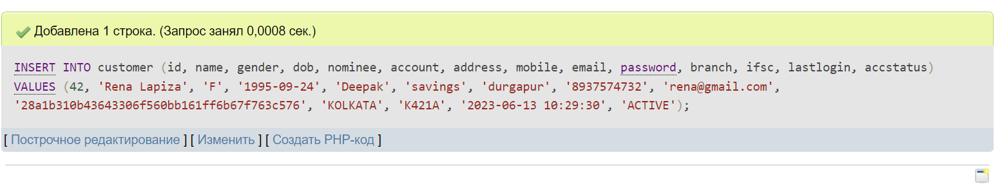 Добавлена 1 строка. (Запрос занял 0,0008 сек.)
INSERT INTO customer (id, name, gender, dob, nominee, account, address, mobile, email, password, branch, ifsc, lastlogin, accstatus)
VALUES (42, 'Rena Lapiza', 'F', '1995-09-24', 'Deepak', 'savings', 'durgapur', '8937574732', 'rena@gmail.com',
'28a1b310b43643306f560bb161ff6b67f763c576', 'KOLKATA', 'K421A', '2023-06-13 10:29:30', 'ACTIVE');
[ Построчное редактирование ] [ Изменить ] [ Создать PHP-код ]